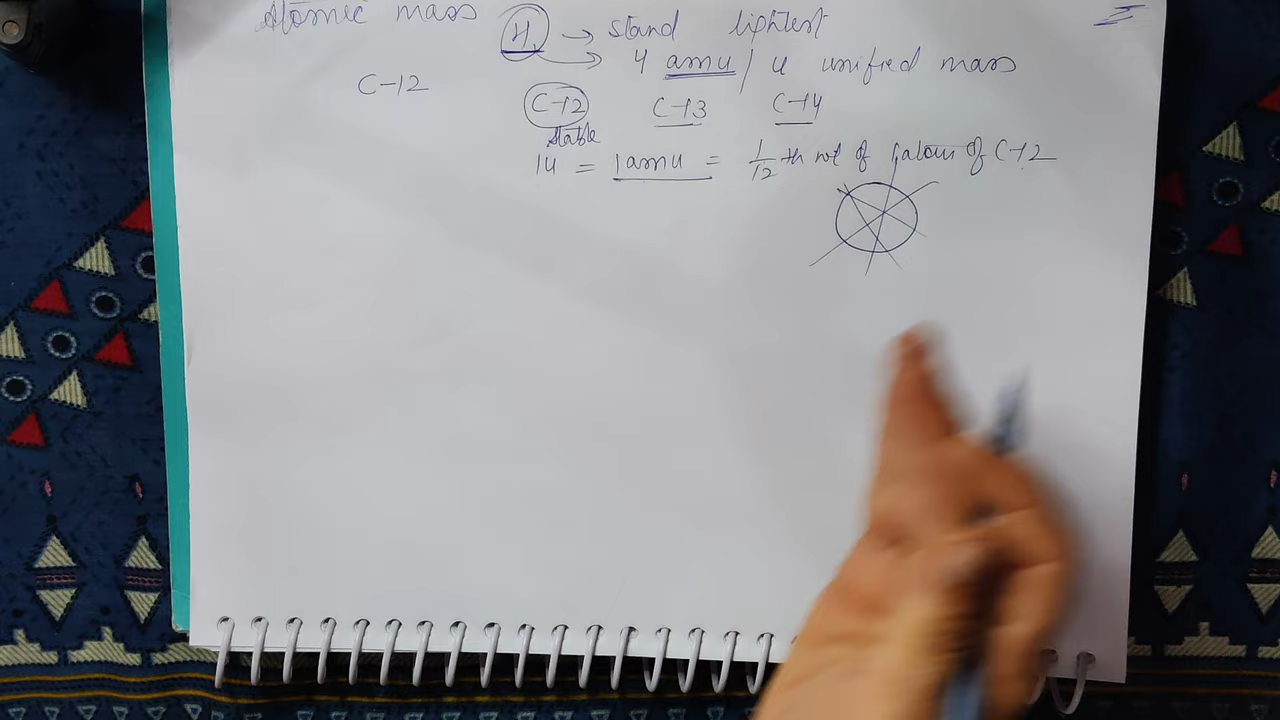 Atomic mass H → stand lightest
→ 4 amu / u unified mass
C-12
C-12 C-13 C-14
stable
1u = 1amu = 1/12 th wt of 1 atom of C-12